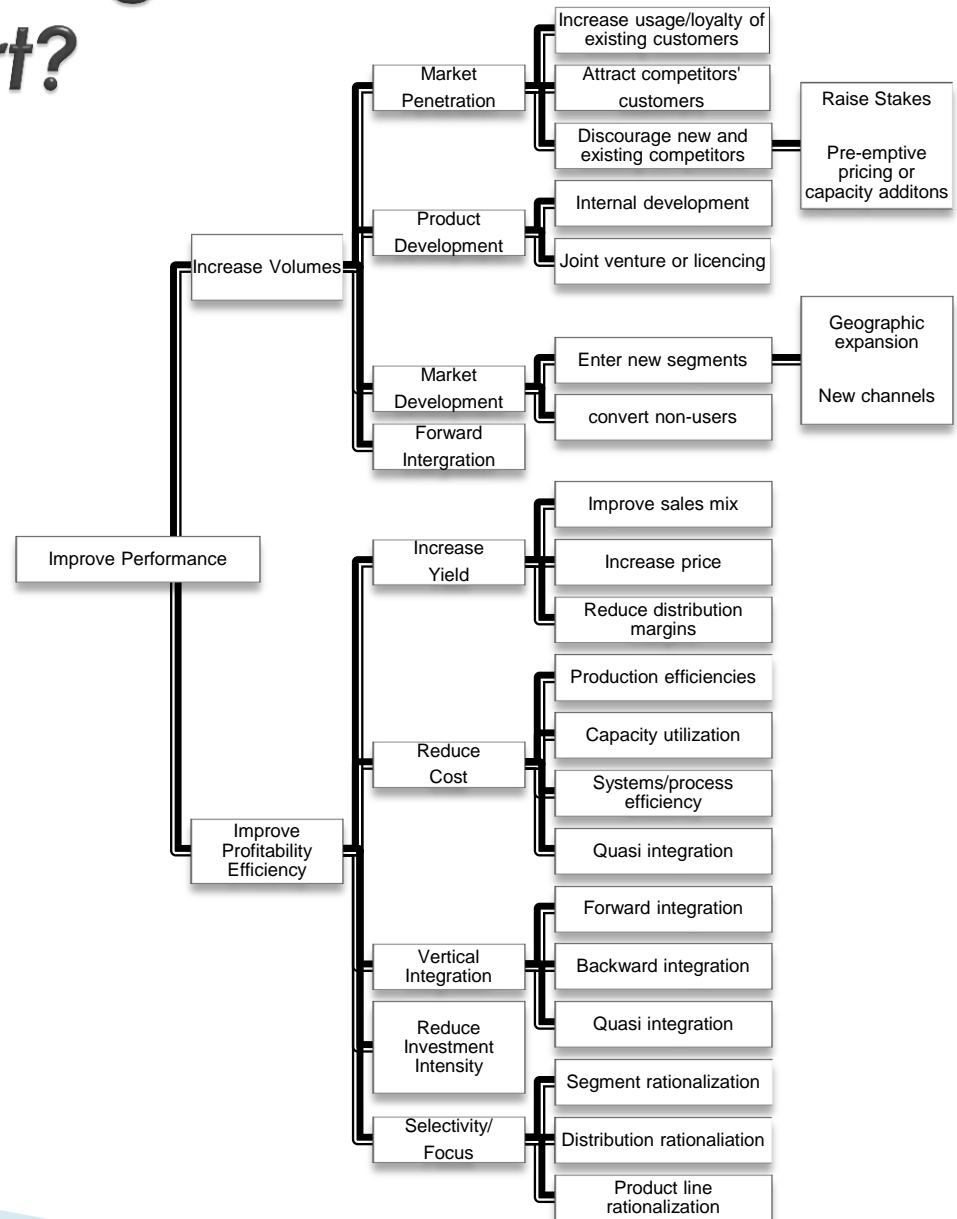 rt?
Increase usage/loyalty of
existing customers
Market
Penetration
Attract competitors'
customers
Discourage new and
existing competitors
Raise Stakes
Pre-emptive
pricing or
capacity additons
Product
Development
Internal development
Joint venture or licencing
Increase Volumes
Market
Development
Enter new segments
convert non-users
Geographic
expansion
New channels
Forward
Intergration
Improve Performance
Increase
Yield
Improve sales mix
Increase price
Reduce distribution
margins
Reduce
Cost
Production efficiencies
Capacity utilization
Systems/process
efficiency
Quasi integration
Improve
Profitability
Efficiency
Vertical
Integration
Forward integration
Backward integration
Quasi integration
Reduce
Investment
Intensity
Selectivity/
Focus
Segment rationalization
Distribution rationaliation
Product line
rationalization